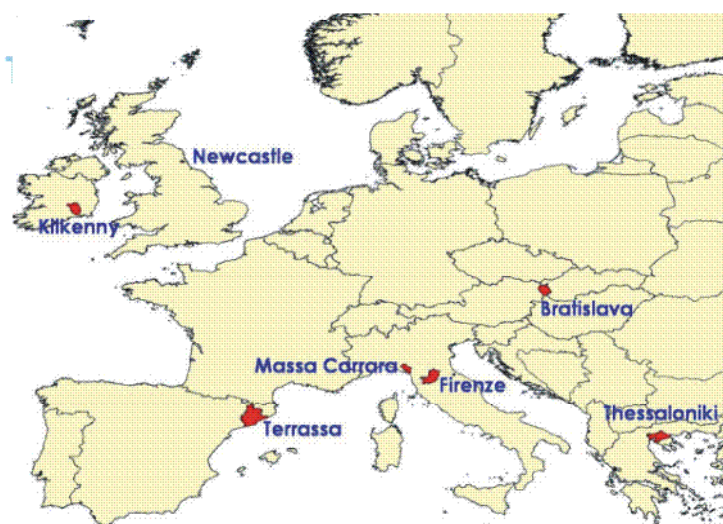 Newcastle
Kilkenny
Bratislava
Massa Carrara
Firenze
Thessaloniki
Terrassa